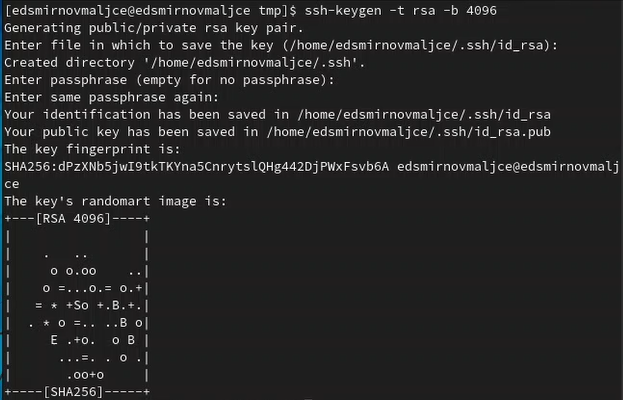 [edsmirnovmaljce@edsmirnovmaljce tmp]$ ssh-keygen -t rsa -b 4096
Generating public/private rsa key pair.
Enter file in which to save the key (/home/edsmirnovmaljce/.ssh/id_rsa):
Created directory '/home/edsmirnovmaljce/.ssh'.
Enter passphrase (empty for no passphrase):
Enter same passphrase again:
Your identification has been saved in /home/edsmirnovmaljce/.ssh/id_rsa
Your public key has been saved in /home/edsmirnovmaljce/.ssh/id_rsa.pub
The key fingerprint is:
SHA256:dPzXNb5jwI9tkTKYna5CnrytslQHg442DjPWxFsvb6A edsmirnovmaljce@edsmirnovmalj
ce
The key's randomart image is:
+---[RSA 4096]----+
|                 |
|    .   ..       |
|     o o.oo    ..|
|    o =...o.= o.+|
|   = * +So +.B.+.|
|  . * o =.. ..B o|
|     E .+o.  o B |
|      ...=. . o .|
|       .oo+o     |
+----[SHA256]-----+